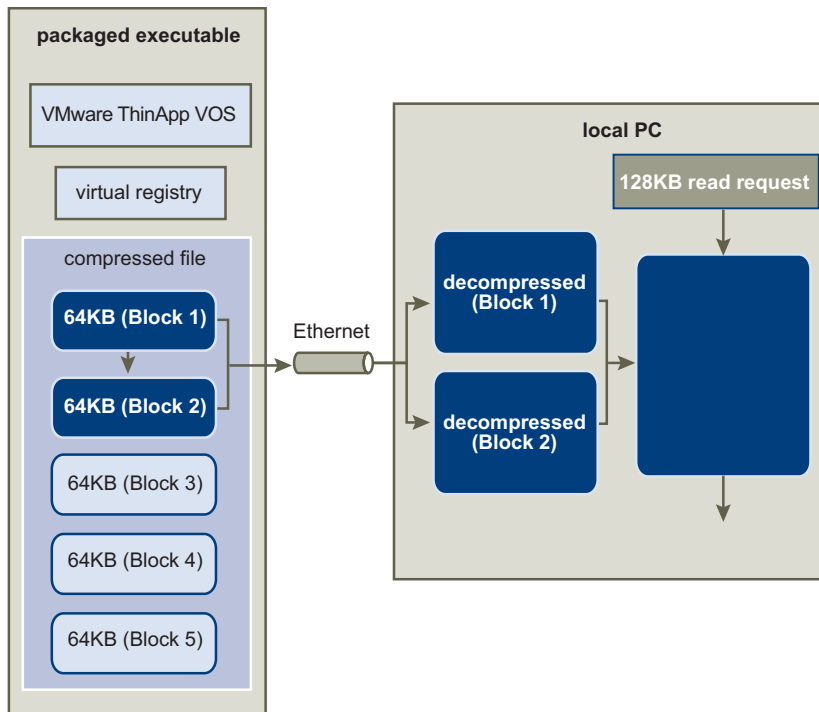 packaged executable
VMware ThinApp VOS
virtual registry
compressed file
64KB (Block 1)
64KB (Block 2)
64KB (Block 3)
64KB (Block 4)
64KB (Block 5)
Ethernet
local PC
128KB read request
decompressed
(Block 1)
decompressed
(Block 2)